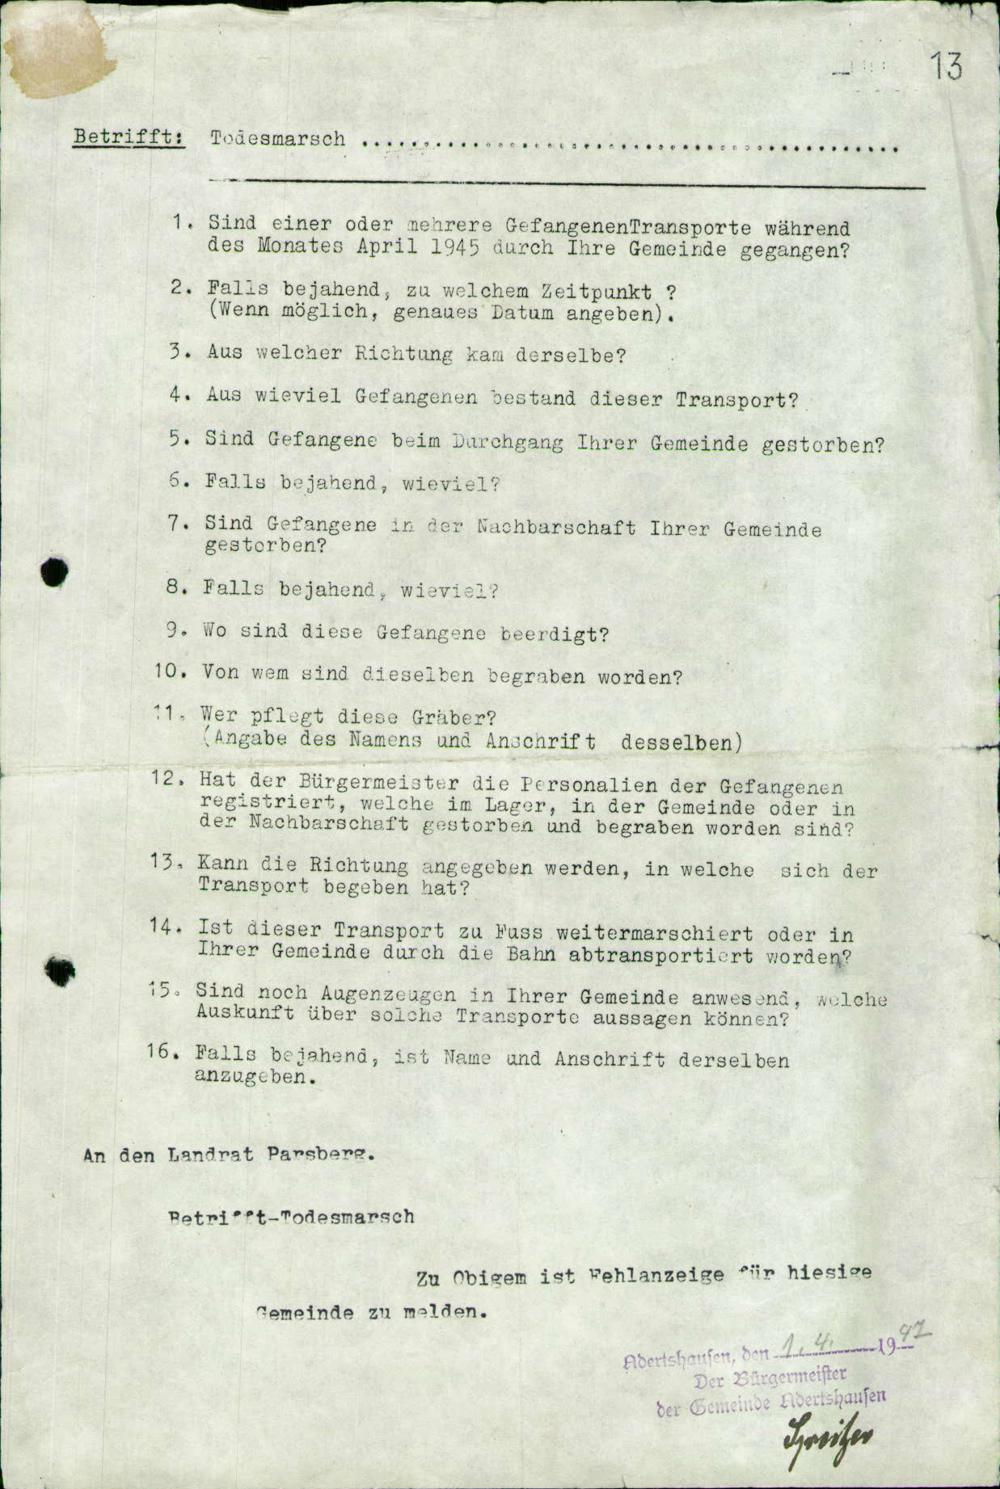 13
Betrifft: Todesmarsch ............................................
1. Sind einer oder mehrere GefangenenTransporte während
des Monates April 1945 durch Ihre Gemeinde gegangen?
2. Falls bejahend, zu welchem Zeitpunkt ?
(Wenn möglich, genaues Datum angeben).
3. Aus welcher Richtung kam derselbe?
4. Aus wieviel Gefangenen bestand dieser Transport?
5. Sind Gefangene beim Durchgang Ihrer Gemeinde gestorben?
6. Falls bejahend, wieviel?
7. Sind Gefangene in der Nachbarschaft Ihrer Gemeinde
gestorben?
8. Falls bejahend, wieviel?
9. Wo sind diese Gefangene beerdigt?
10. Von wem sind dieselben begraben worden?
11. Wer pflegt diese Gräber?
(Angabe des Namens und Anschrift desselben)
12. Hat der Bürgermeister die Personalien der Gefangenen
registriert, welche im Lager, in der Gemeinde oder in
der Nachbarschaft gestorben und begraben worden sind?
13. Kann die Richtung angegeben werden, in welche sich der
Transport begeben hat?
14. Ist dieser Transport zu Fuss weitermarschiert oder in
Ihrer Gemeinde durch die Bahn abtransportiert worden?
15. Sind noch Augenzeugen in Ihrer Gemeinde anwesend, welche
Auskunft über solche Transporte aussagen können?
16. Falls bejahend, ist Name und Anschrift derselben
anzugeben.
An den Landrat Parsberg.
Betrifft-Todesmarsch
Zu Obigem ist Fehlanzeige für hiesige
Gemeinde zu melden.
Adertshausen, den 1. 4. 1947
Der Bürgermeister
der Gemeinde Adertshausen